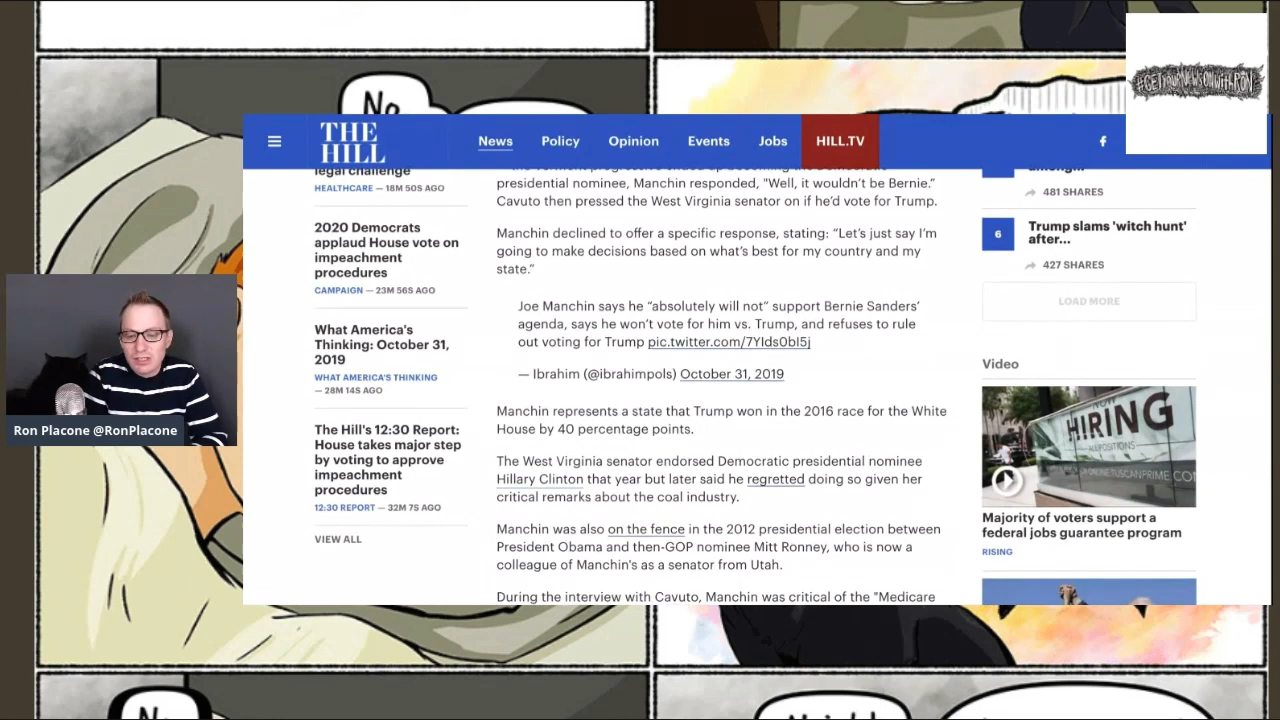 No
#GETYOURNEWSONWITHRON
THE
HILL
News
Policy
Opinion
Events
Jobs
HILL.TV
legal challenge
HEALTHCARE — 18M 50S AGO
2020 Democrats
applaud House vote on
impeachment
procedures
CAMPAIGN — 23M 56S AGO
What America's
Thinking: October 31,
2019
WHAT AMERICA'S THINKING
— 28M 14S AGO
The Hill's 12:30 Report:
House takes major step
by voting to approve
impeachment
procedures
12:30 REPORT — 32M 7S AGO
VIEW ALL
presidential nominee, Manchin responded, "Well, it wouldn’t be Bernie.”
Cavuto then pressed the West Virginia senator on if he’d vote for Trump.
Manchin declined to offer a specific response, stating: “Let’s just say I’m
going to make decisions based on what’s best for my country and my
state.”
Joe Manchin says he “absolutely will not” support Bernie Sanders’
agenda, says he won’t vote for him vs. Trump, and refuses to rule
out voting for Trump pic.twitter.com/7YIds0bI5j
— Ibrahim (@ibrahimpols) October 31, 2019
Manchin represents a state that Trump won in the 2016 race for the White
House by 40 percentage points.
The West Virginia senator endorsed Democratic presidential nominee
Hillary Clinton that year but later said he regretted doing so given her
critical remarks about the coal industry.
Manchin was also on the fence in the 2012 presidential election between
President Obama and then-GOP nominee Mitt Ronney, who is now a
colleague of Manchin's as a senator from Utah.
During the interview with Cavuto, Manchin was critical of the "Medicare
481 SHARES
6
Trump slams 'witch hunt'
after...
427 SHARES
LOAD MORE
Video
NOW
HIRING
ALL POSITIONS
Majority of voters support a
federal jobs guarantee program
RISING
Ron Placone @RonPlacone